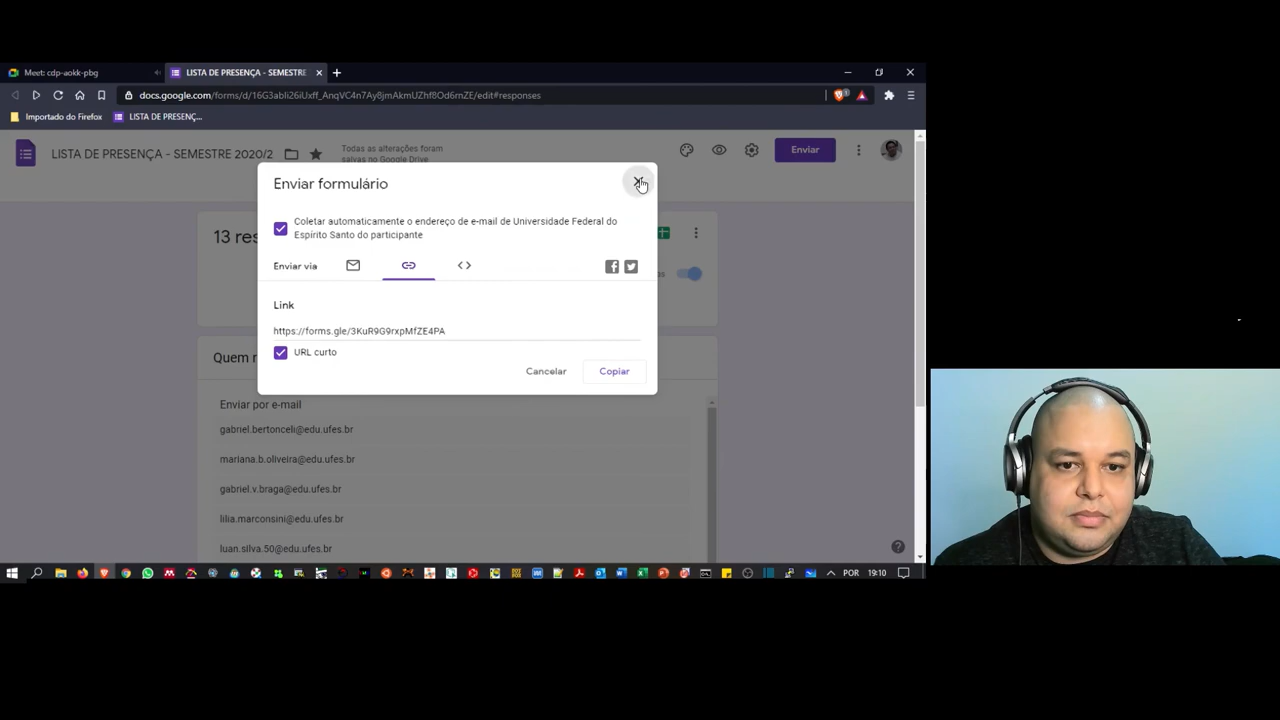 Meet: cdp-aokk-pbg
LISTA DE PRESENÇA - SEMESTRE
docs.google.com/forms/d/16G3abIi26iUxff_AnqVC4n7Ay8jmAkmUZhf8Od6rnZE/edit#responses
Importado do Firefox
LISTA DE PRESENÇ...
LISTA DE PRESENÇA - SEMESTRE 2020/2
Todas as alterações foram
salvas no Google Drive
Enviar
Enviar formulário
Coletar automaticamente o endereço de e-mail de Universidade Federal do
Espírito Santo do participante
13 res
Enviar via
Link
https://forms.gle/3KuR9G9rxpMfZE4PA
URL curto
Quem r
Cancelar
Copiar
Enviar por e-mail
gabriel.bertonceli@edu.ufes.br
mariana.b.oliveira@edu.ufes.br
gabriel.v.braga@edu.ufes.br
lilia.marconsini@edu.ufes.br
luan.silva.50@edu.ufes.br
POR
19:10